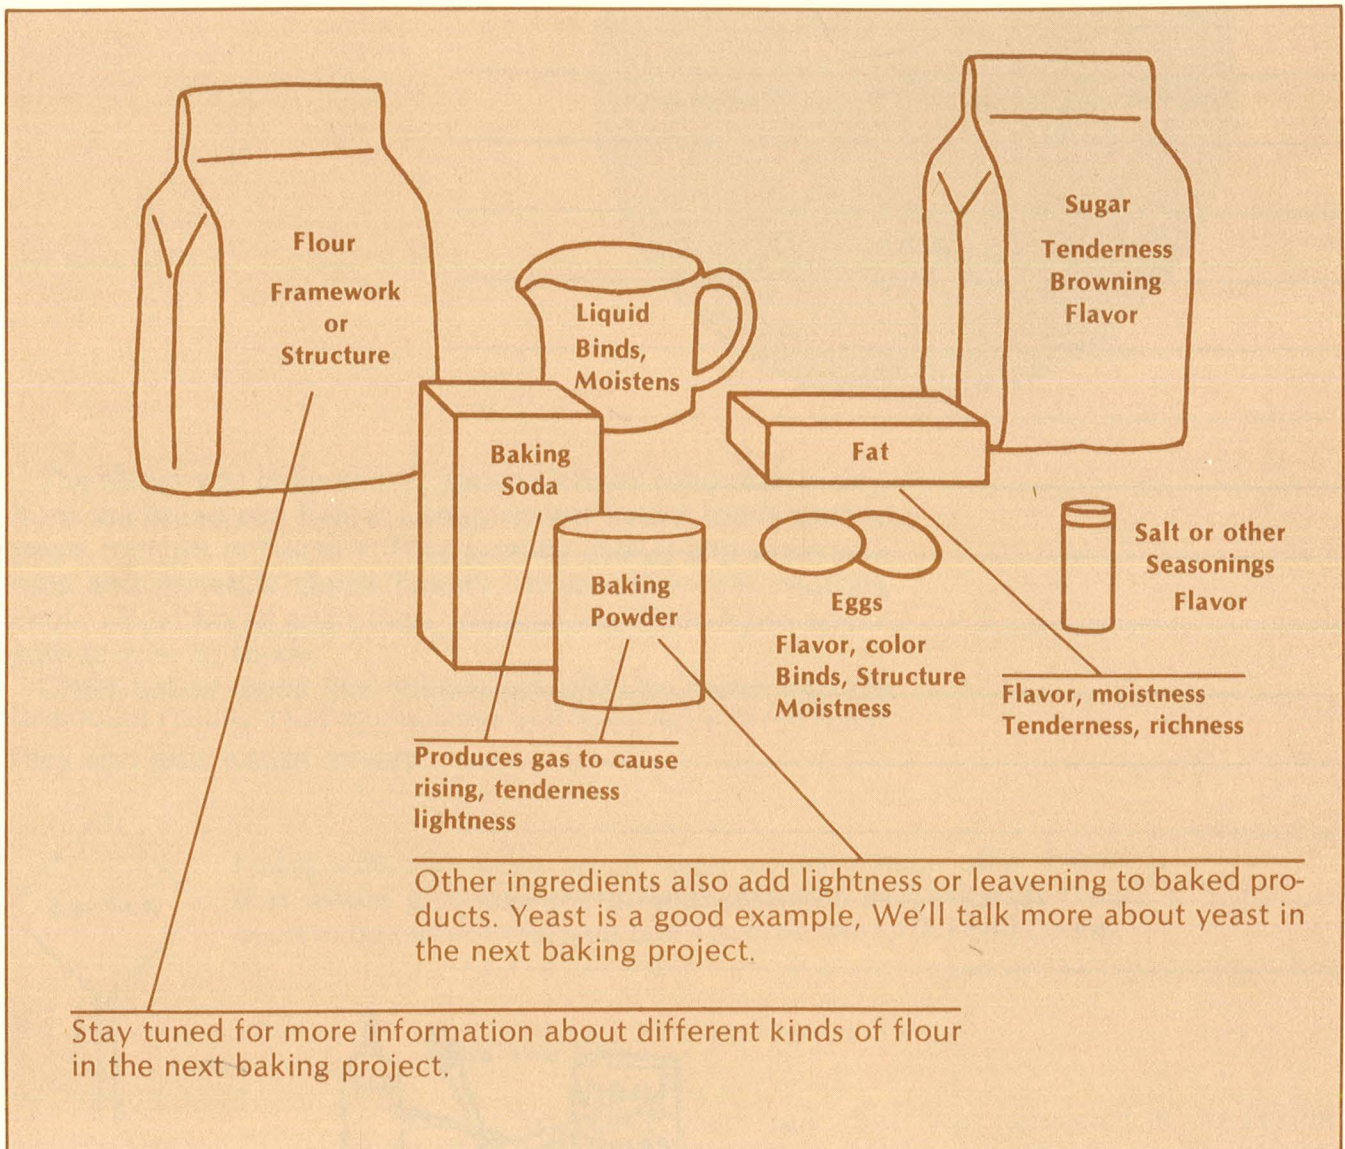 Flour
Framework
or
Structure
Liquid
Binds,
Moistens
Sugar
Tenderness
Browning
Flavor
Baking
Soda
Fat
Baking
Powder
Eggs
Flavor, color
Binds, Structure
Moistness
Salt or other
Seasonings
Flavor
Flavor, moistness
Tenderness, richness
Produces gas to cause
rising, tenderness
lightness
Other ingredients also add lightness or leavening to baked pro-
ducts. Yeast is a good example, We'll talk more about yeast in
the next baking project.
Stay tuned for more information about different kinds of flour
in the next baking project.